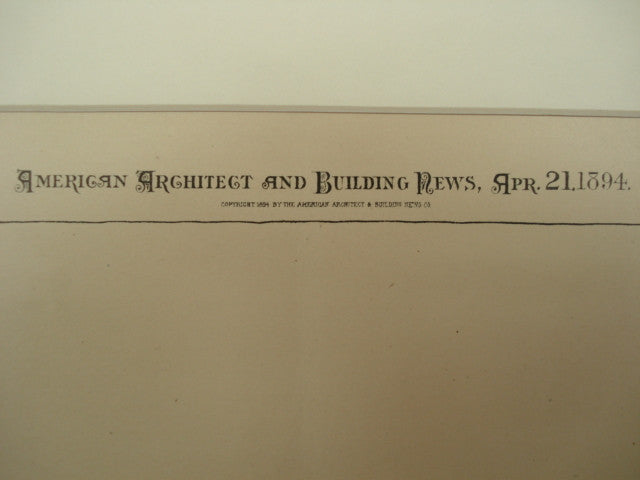 American Architect and Building News, Apr. 21, 1894.
Copyright 1894 by the American Architect & Building News Co.